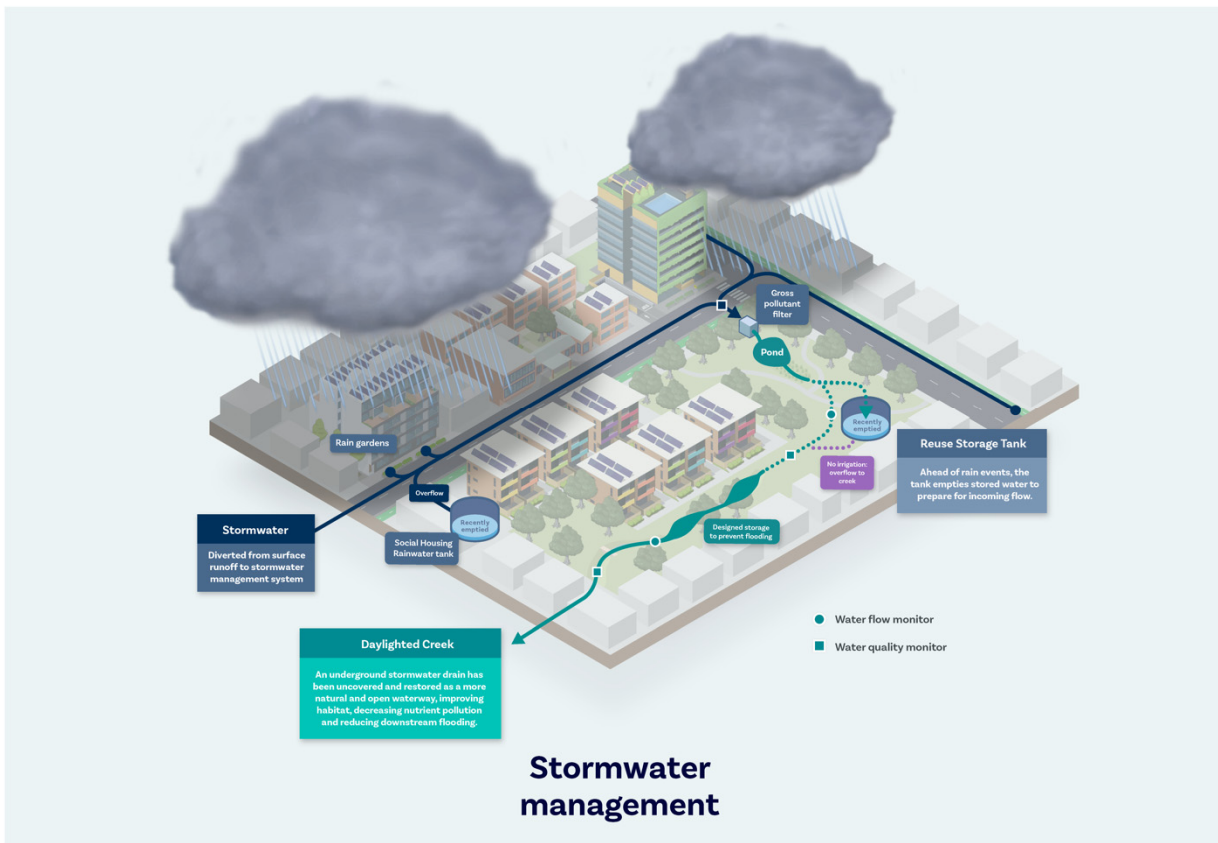 Gross
pollutant
filter
Pond
Recently
emptied
Reuse Storage Tank
Ahead of rain events, the
tank empties stored water to
prepare for incoming flow.
No irrigation:
overflow to
creek
Rain gardens
Overflow
Recently
emptied
Social Housing
Rainwater tank
Designed storage
to prevent flooding
Stormwater
Diverted from surface
runoff to stormwater
management system
Water flow monitor
Water quality monitor
Daylighted Creek
An underground stormwater drain has
been uncovered and restored as a more
natural and open waterway, improving
habitat, decreasing nutrient pollution
and reducing downstream flooding.
Stormwater
management